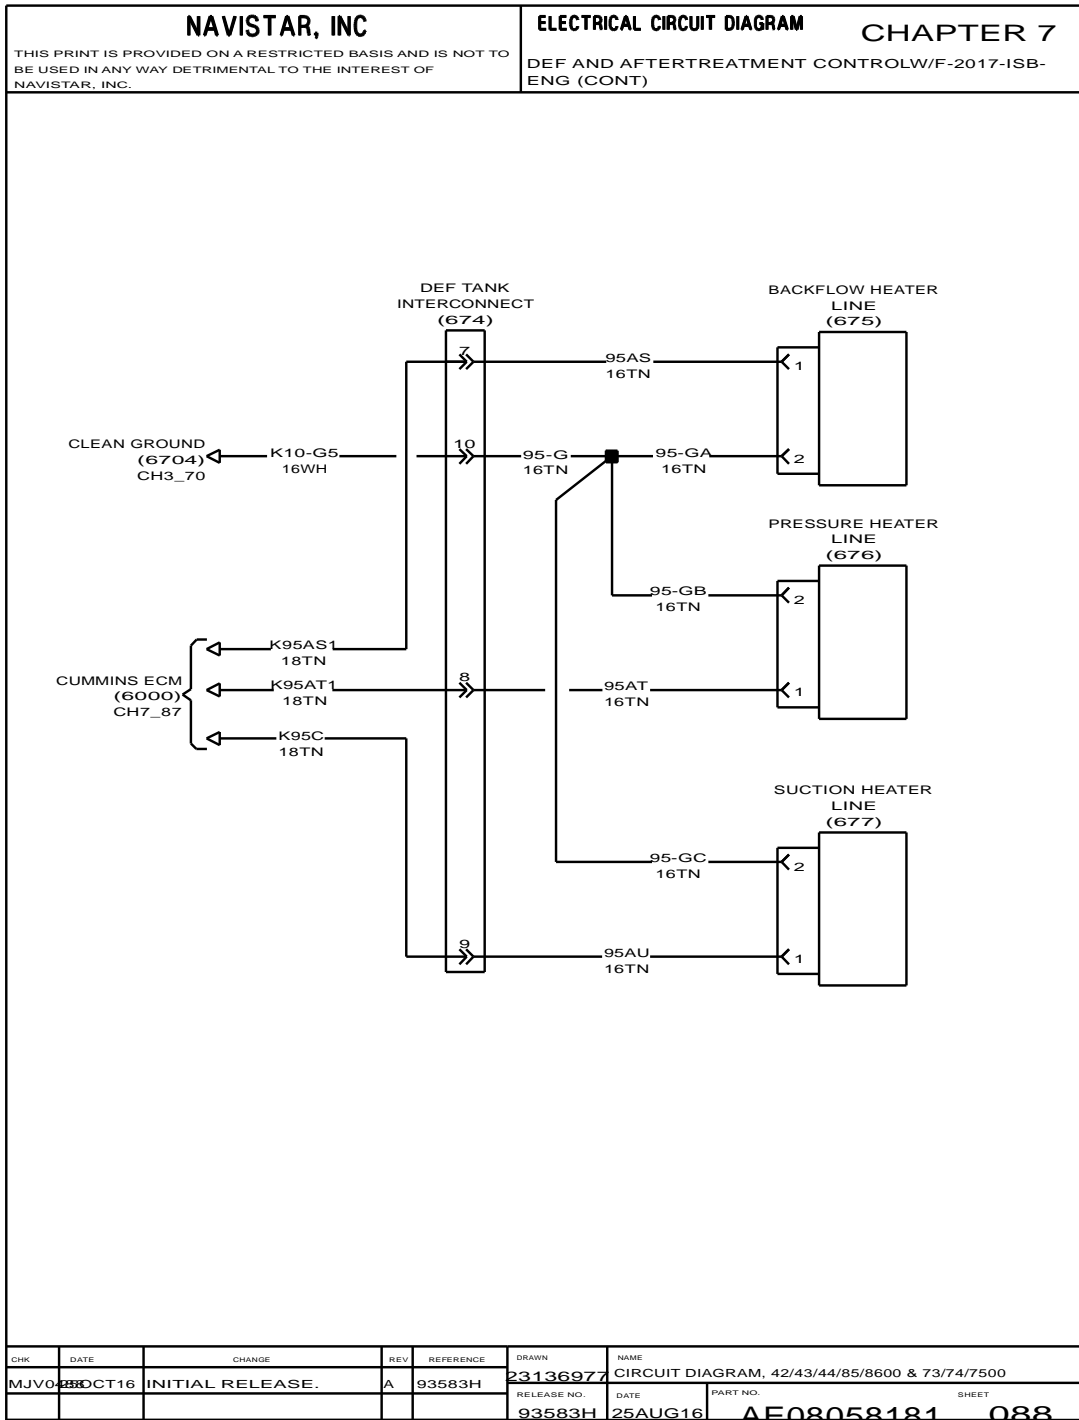 NAVISTAR, INC
THIS PRINT IS PROVIDED ON A RESTRICTED BASIS AND IS NOT TO
BE USED IN ANY WAY DETRIMENTAL TO THE INTEREST OF
NAVISTAR, INC.
ELECTRICAL CIRCUIT DIAGRAM
CHAPTER 7
DEF AND AFTERTREATMENT CONTROLW/F-2017-ISB-
ENG (CONT)
DEF TANK
INTERCONNECT
(674)
BACKFLOW HEATER
LINE
(675)
7
95AS
16TN
1
CLEAN GROUND
(6704)
CH3_70
K10-G5
16WH
10
95-G
16TN
95-GA
16TN
2
PRESSURE HEATER
LINE
(676)
95-GB
16TN
2
CUMMINS ECM
(6000)
CH7_87
K95AS1
18TN
K95AT1
18TN
8
95AT
16TN
1
K95C
18TN
SUCTION HEATER
LINE
(677)
95-GC
16TN
2
9
95AU
16TN
1
CHK
DATE
CHANGE
REV
REFERENCE
DRAWN
NAME
23136977
CIRCUIT DIAGRAM, 42/43/44/85/8600 & 73/74/7500
INITIAL RELEASE.
A
93583H
RELEASE NO.
DATE
PART NO.
SHEET
93583H
25AUG16
AE08058181
088